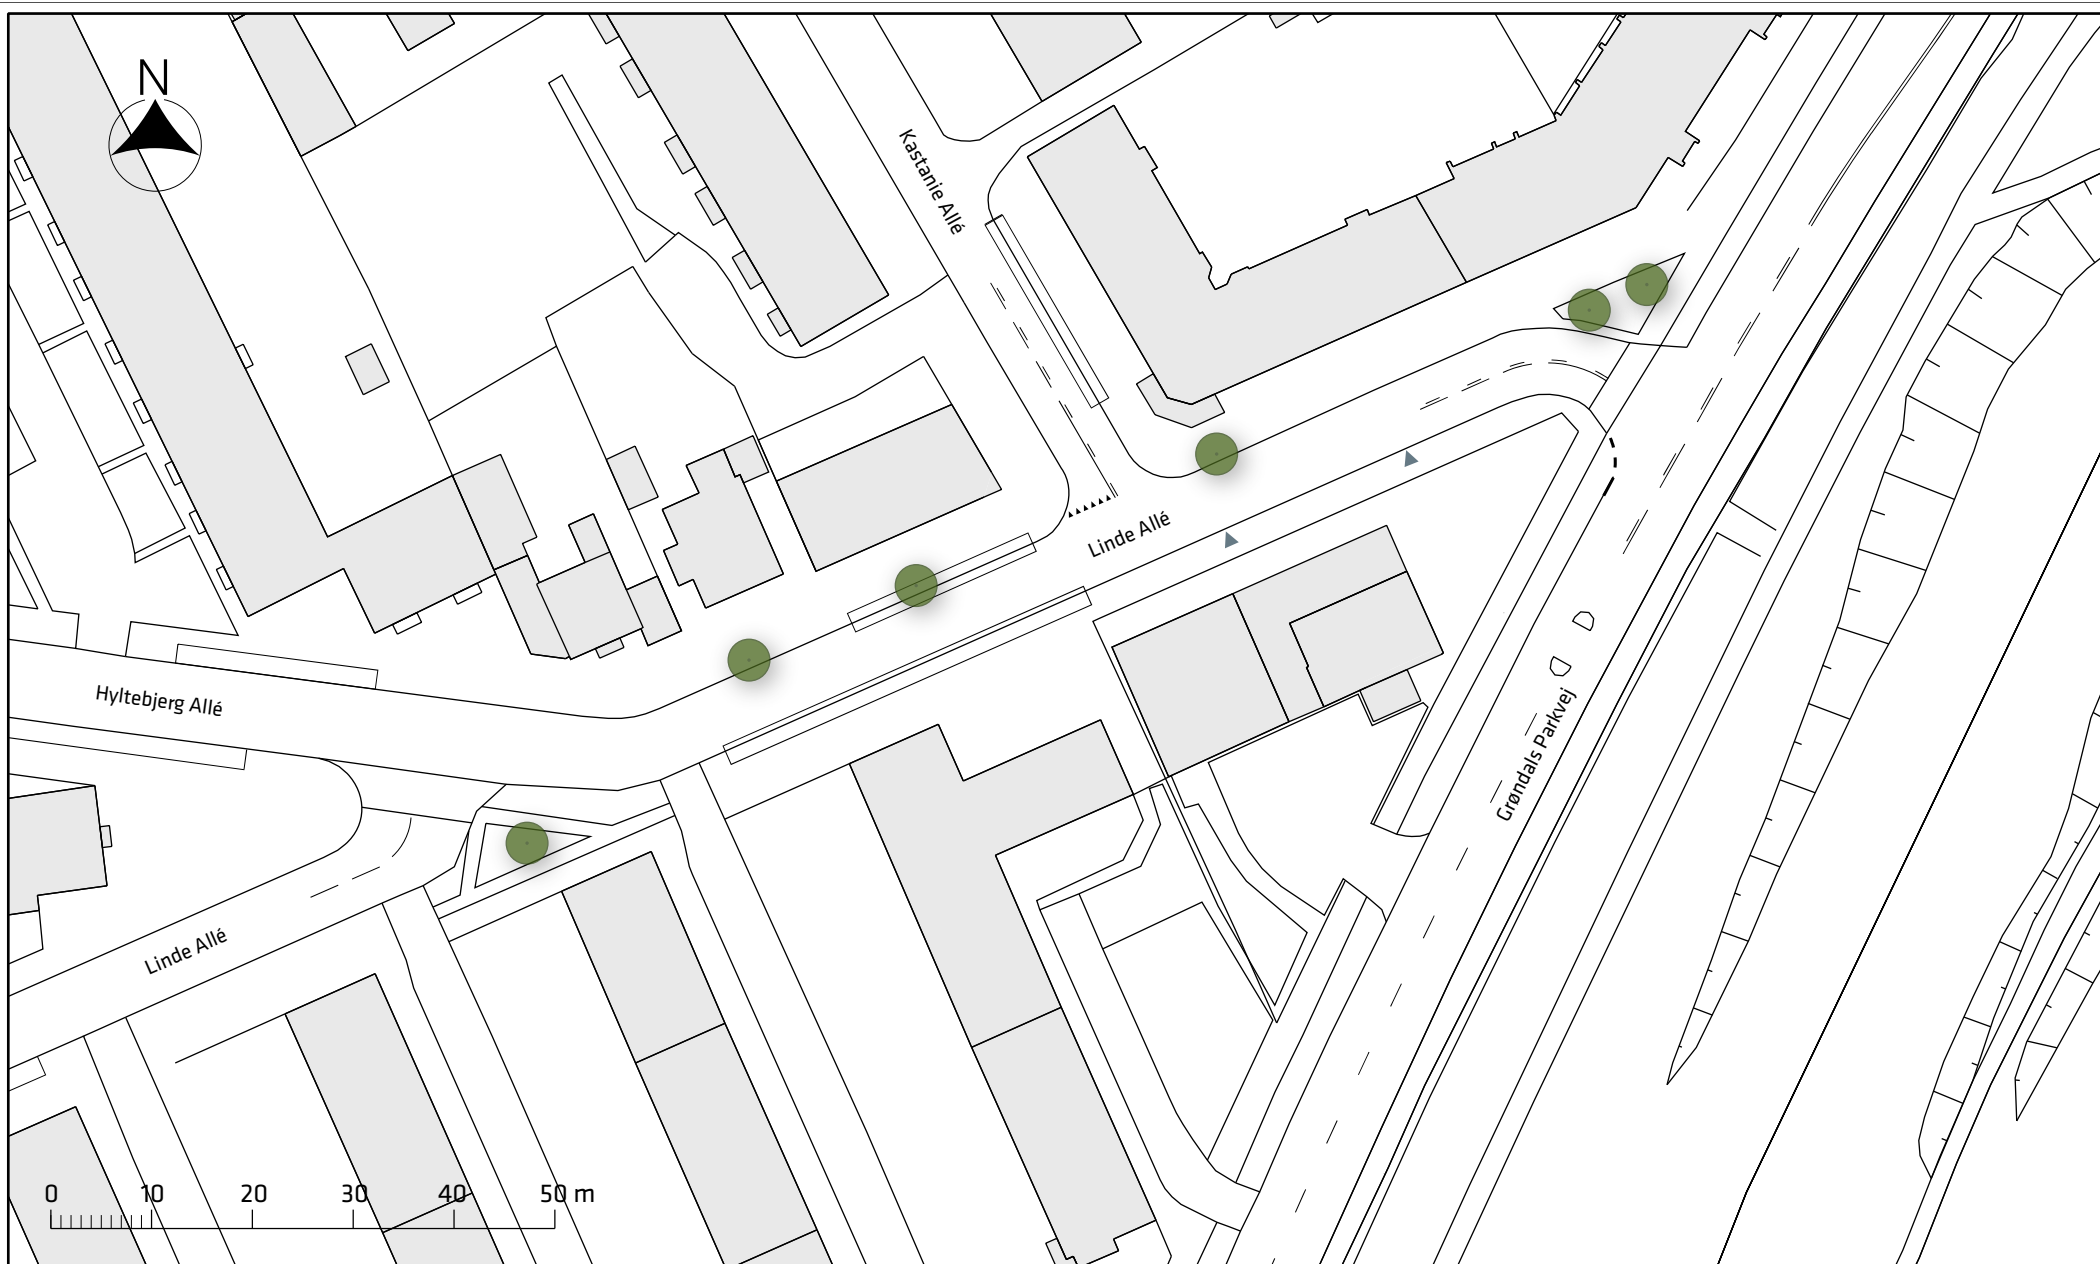 N
Kastanie Allé
Linde Allé
Hyltebjerg Allé
Grøndals Parkvej
Linde Allé
0 10 20 30 40 50 m